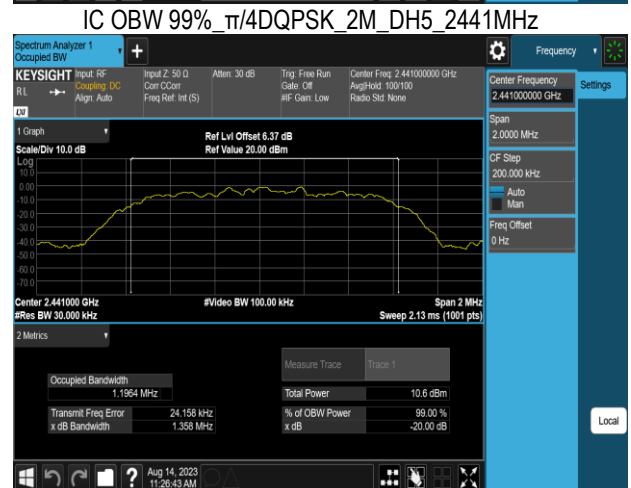 IC OBW 99%_π/4DQPSK_2M_DH5_2441MHz
Spectrum Analyzer 1
Occupied BW
Frequency
KEYSIGHT
RL
LXI
Input: RF
Coupling: DC
Align: Auto
Input Z: 50 Ω
Corr CCorr
Freq Ref: Int (S)
Atten: 30 dB
Trig: Free Run
Gate: Off
#IF Gain: Low
Center Freq: 2.441000000 GHz
Avg|Hold: 100/100
Radio Std: None
Center Frequency
2.441000000 GHz
Settings
Span
2.0000 MHz
CF Step
200.000 kHz
Auto
Man
Freq Offset
0 Hz
1 Graph
Scale/Div 10.0 dB
Ref Lvl Offset 6.37 dB
Ref Value 20.00 dBm
Log
10.0
0.00
-10.0
-20.0
-30.0
-40.0
-50.0
-60.0
-70.0
Center 2.441000 GHz
#Res BW 30.000 kHz
#Video BW 100.00 kHz
Span 2 MHz
Sweep 2.13 ms (1001 pts)
2 Metrics
Measure Trace
Trace 1
Occupied Bandwidth
1.1964 MHz
Total Power
10.6 dBm
Transmit Freq Error
24.158 kHz
% of OBW Power
99.00 %
x dB Bandwidth
1.358 MHz
x dB
-20.00 dB
Local
?
Aug 14, 2023
11:26:43 AM